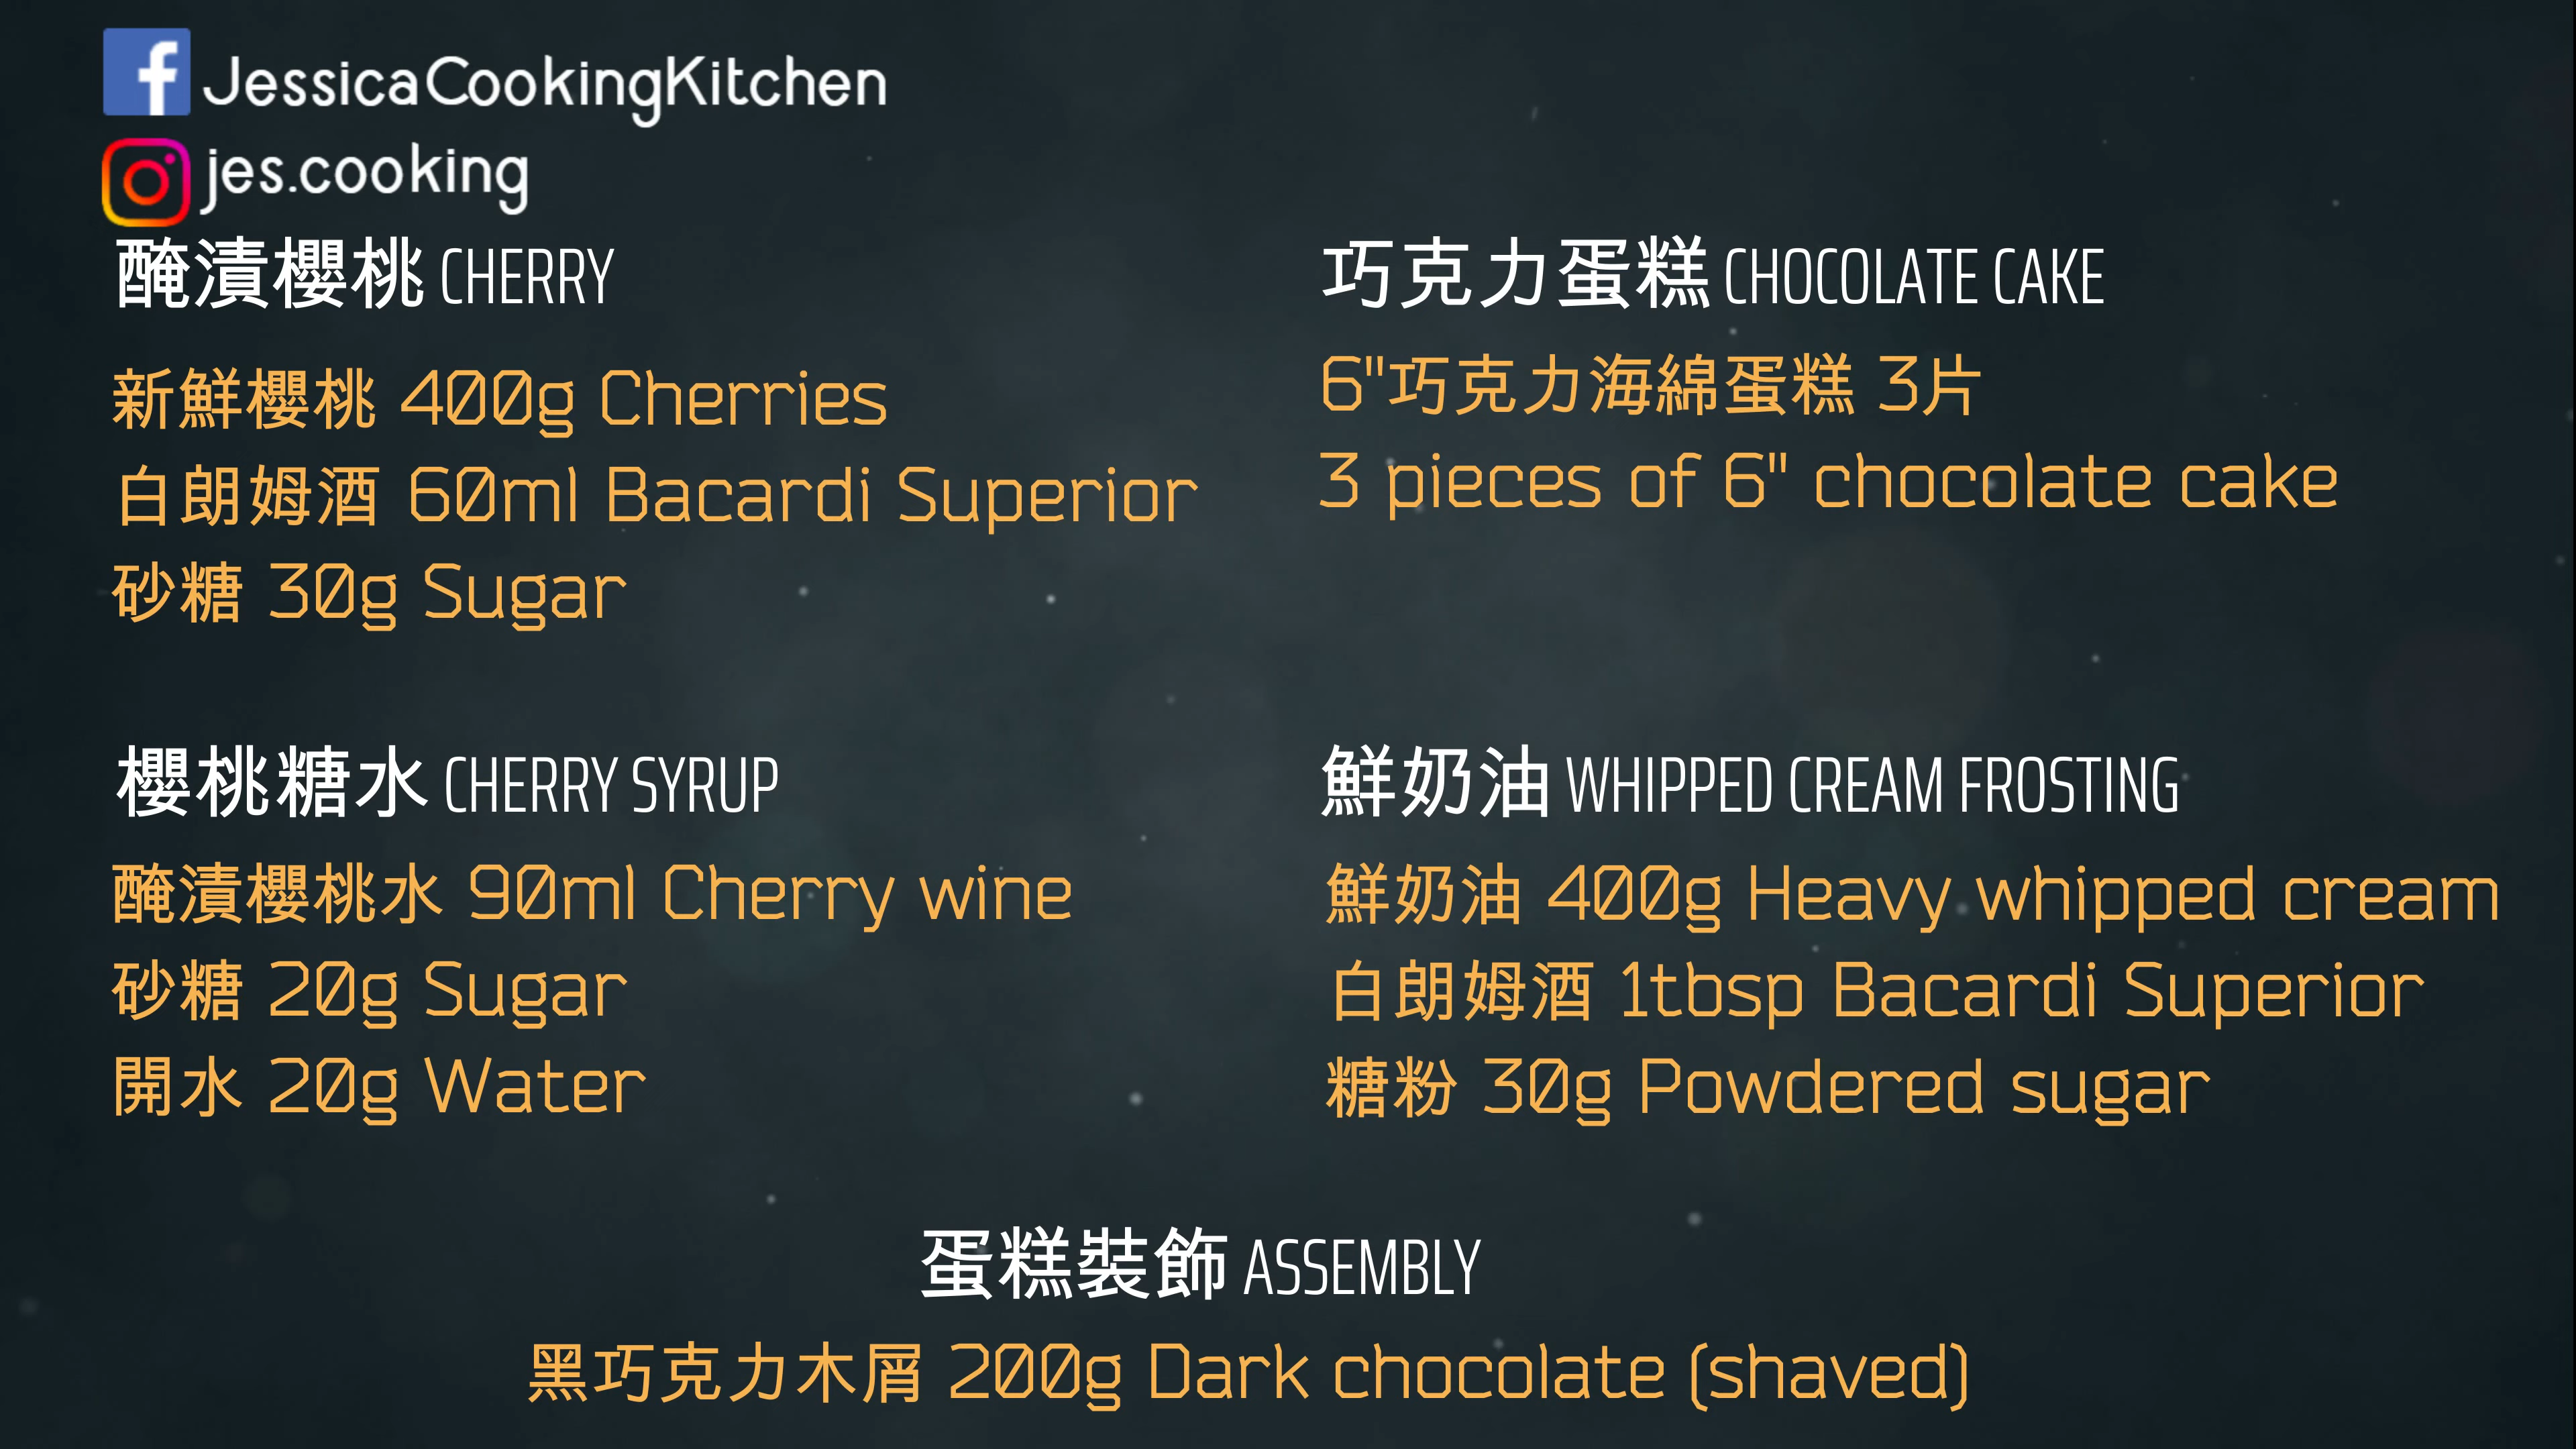 JessicaCookingKitchen
jes.cooking
醃漬櫻桃 CHERRY
新鮮櫻桃 400g Cherries
白朗姆酒 60ml Bacardi Superior
砂糖 30g Sugar
巧克力蛋糕 CHOCOLATE CAKE
6"巧克力海綿蛋糕 3片
3 pieces of 6" chocolate cake
櫻桃糖水 CHERRY SYRUP
醃漬櫻桃水 90ml Cherry wine
砂糖 20g Sugar
開水 20g Water
鮮奶油 WHIPPED CREAM FROSTING
鮮奶油 400g Heavy whipped cream
白朗姆酒 1tbsp Bacardi Superior
糖粉 30g Powdered sugar
蛋糕裝飾 ASSEMBLY
黑巧克力木屑 200g Dark chocolate (shaved)